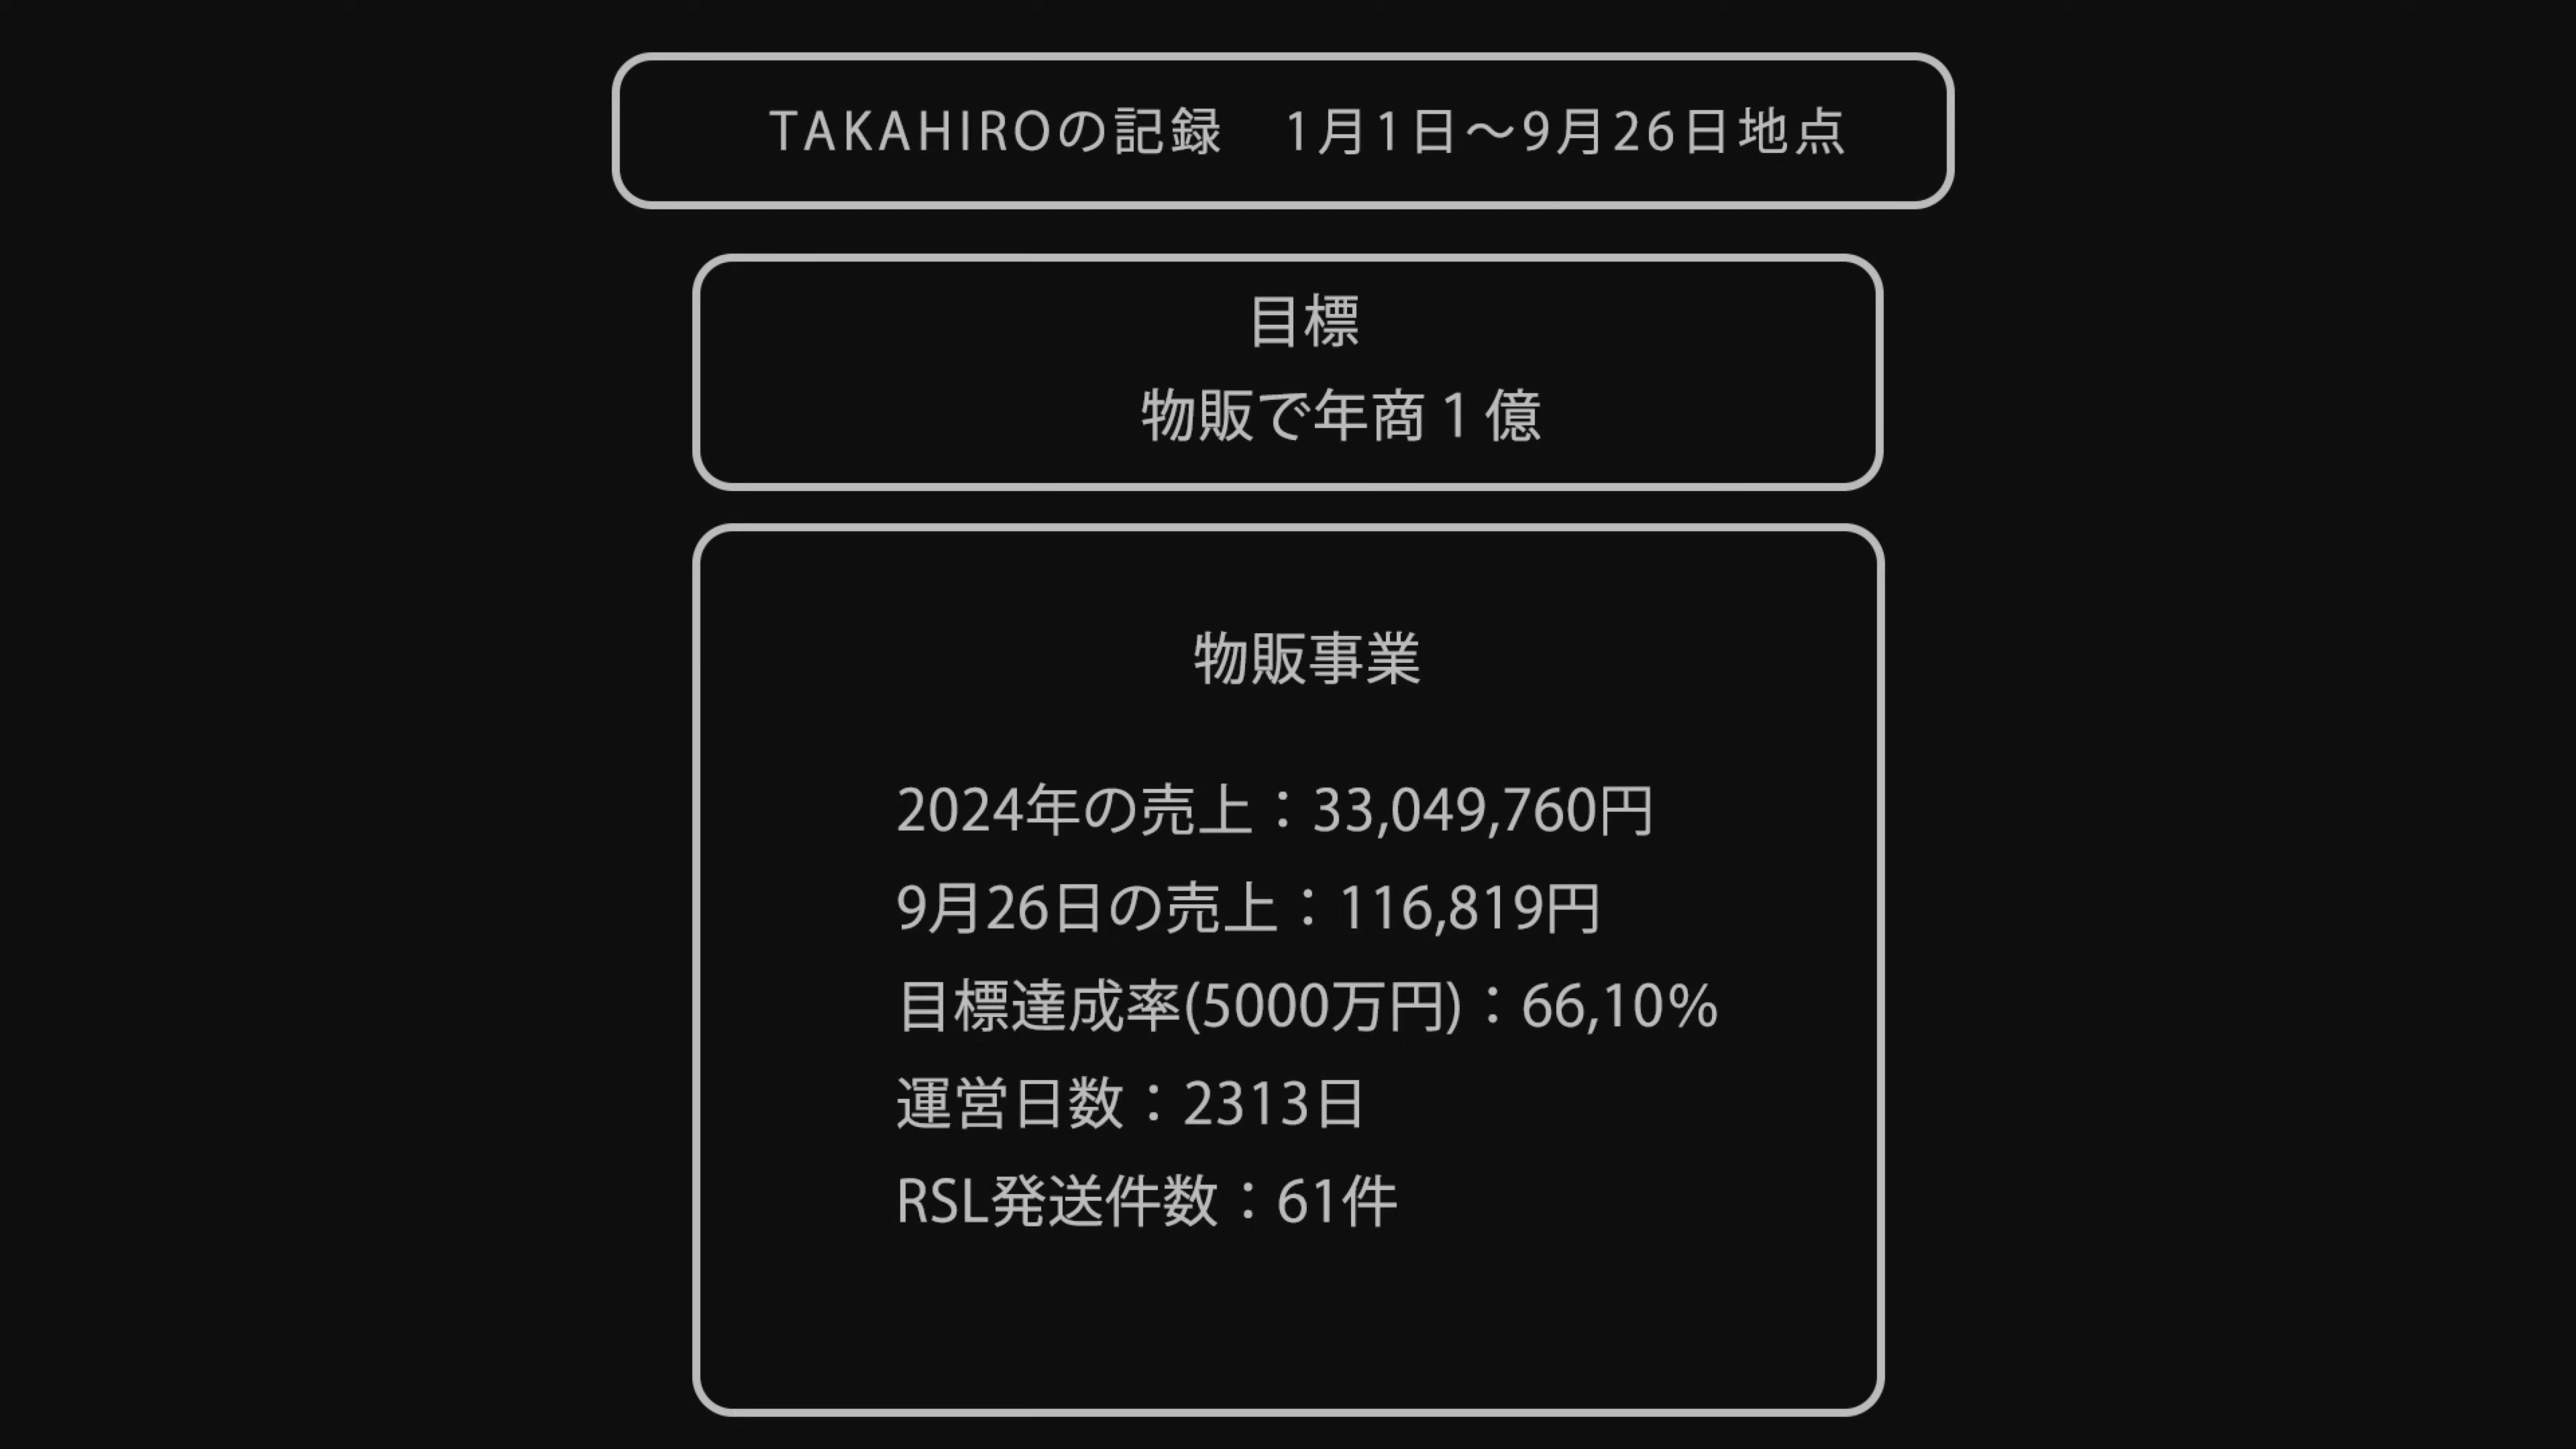 TAKAHIROの記録　1月1日〜9月26日地点
目標
物販で年商１億
物販事業
2024年の売上：33,049,760円
9月26日の売上：116,819円
目標達成率(5000万円)：66,10%
運営日数：2313日
RSL発送件数：61件